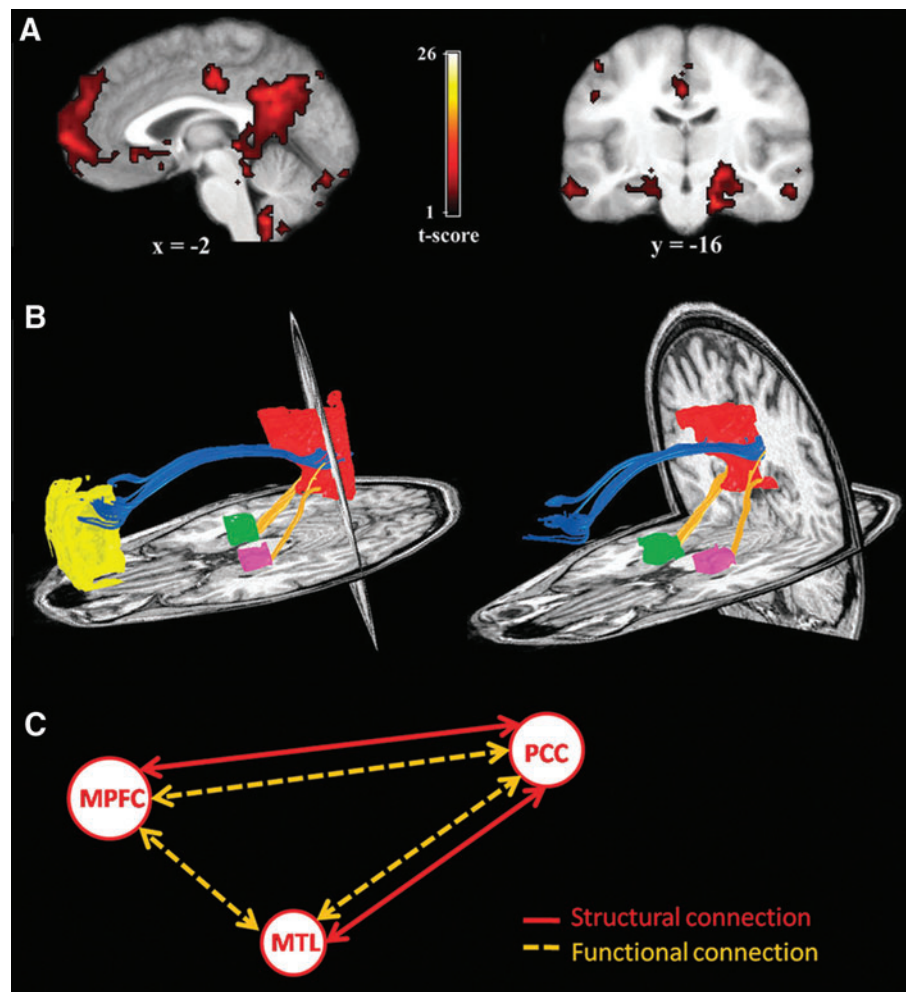 A
26
1
t-score
x = -2
y = -16
B
C
MPFC
PCC
MTL
Structural connection
Functional connection